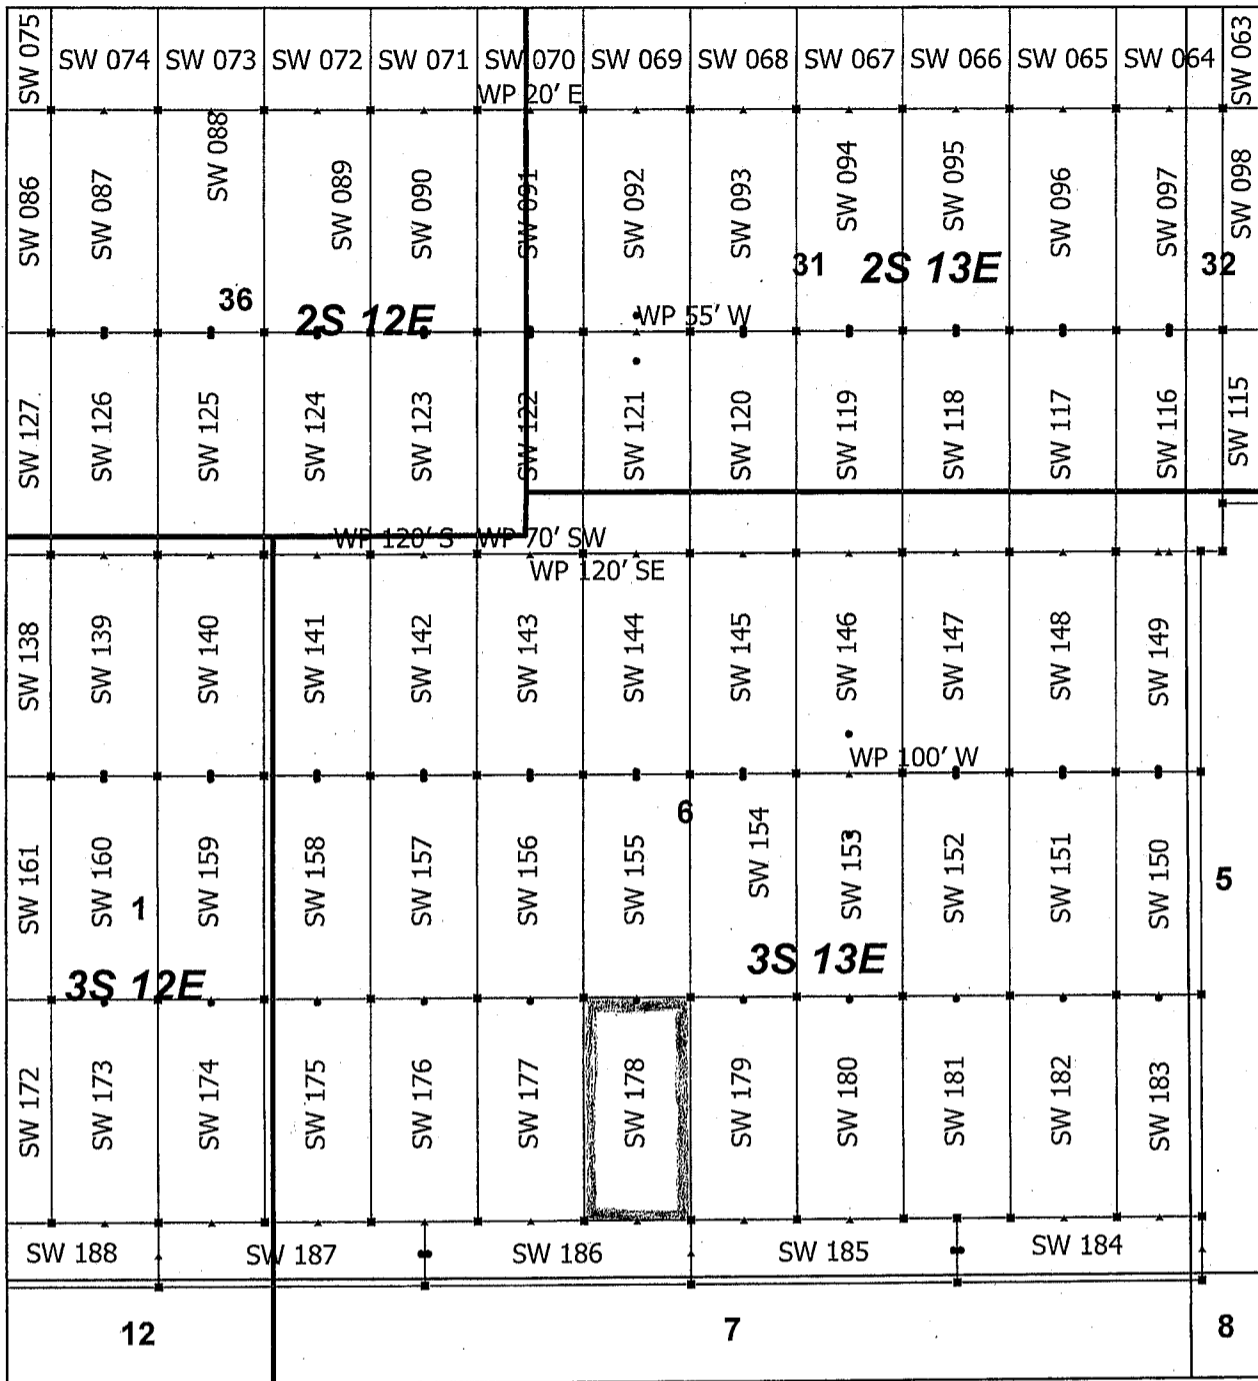 SW 075 SW 074 SW 073 SW 072 SW 071 SW 070 SW 069 SW 068 SW 067 SW 066 SW 065 SW 064 SW 063
WP 20' E
SW 086 SW 087 SW 088 SW 089 SW 090 SW 091 SW 092 SW 093 SW 094 SW 095 SW 096 SW 097 SW 098
36 2S 12E 31 2S 13E 32
WP 55' W
SW 127 SW 126 SW 125 SW 124 SW 123 SW 122 SW 121 SW 120 SW 119 SW 118 SW 117 SW 116 SW 115
WP 120' S WP 70' SW
WP 120' SE
SW 138 SW 139 SW 140 SW 141 SW 142 SW 143 SW 144 SW 145 SW 146 SW 147 SW 148 SW 149
WP 100' W
6
SW 161 SW 160 SW 159 SW 158 SW 157 SW 156 SW 155 SW 154 SW 153 SW 152 SW 151 SW 150
1 5
3S 12E 3S 13E
SW 172 SW 173 SW 174 SW 175 SW 176 SW 177 SW 178 SW 179 SW 180 SW 181 SW 182 SW 183
SW 188 SW 187 SW 186 SW 185 SW 184
12 7 8